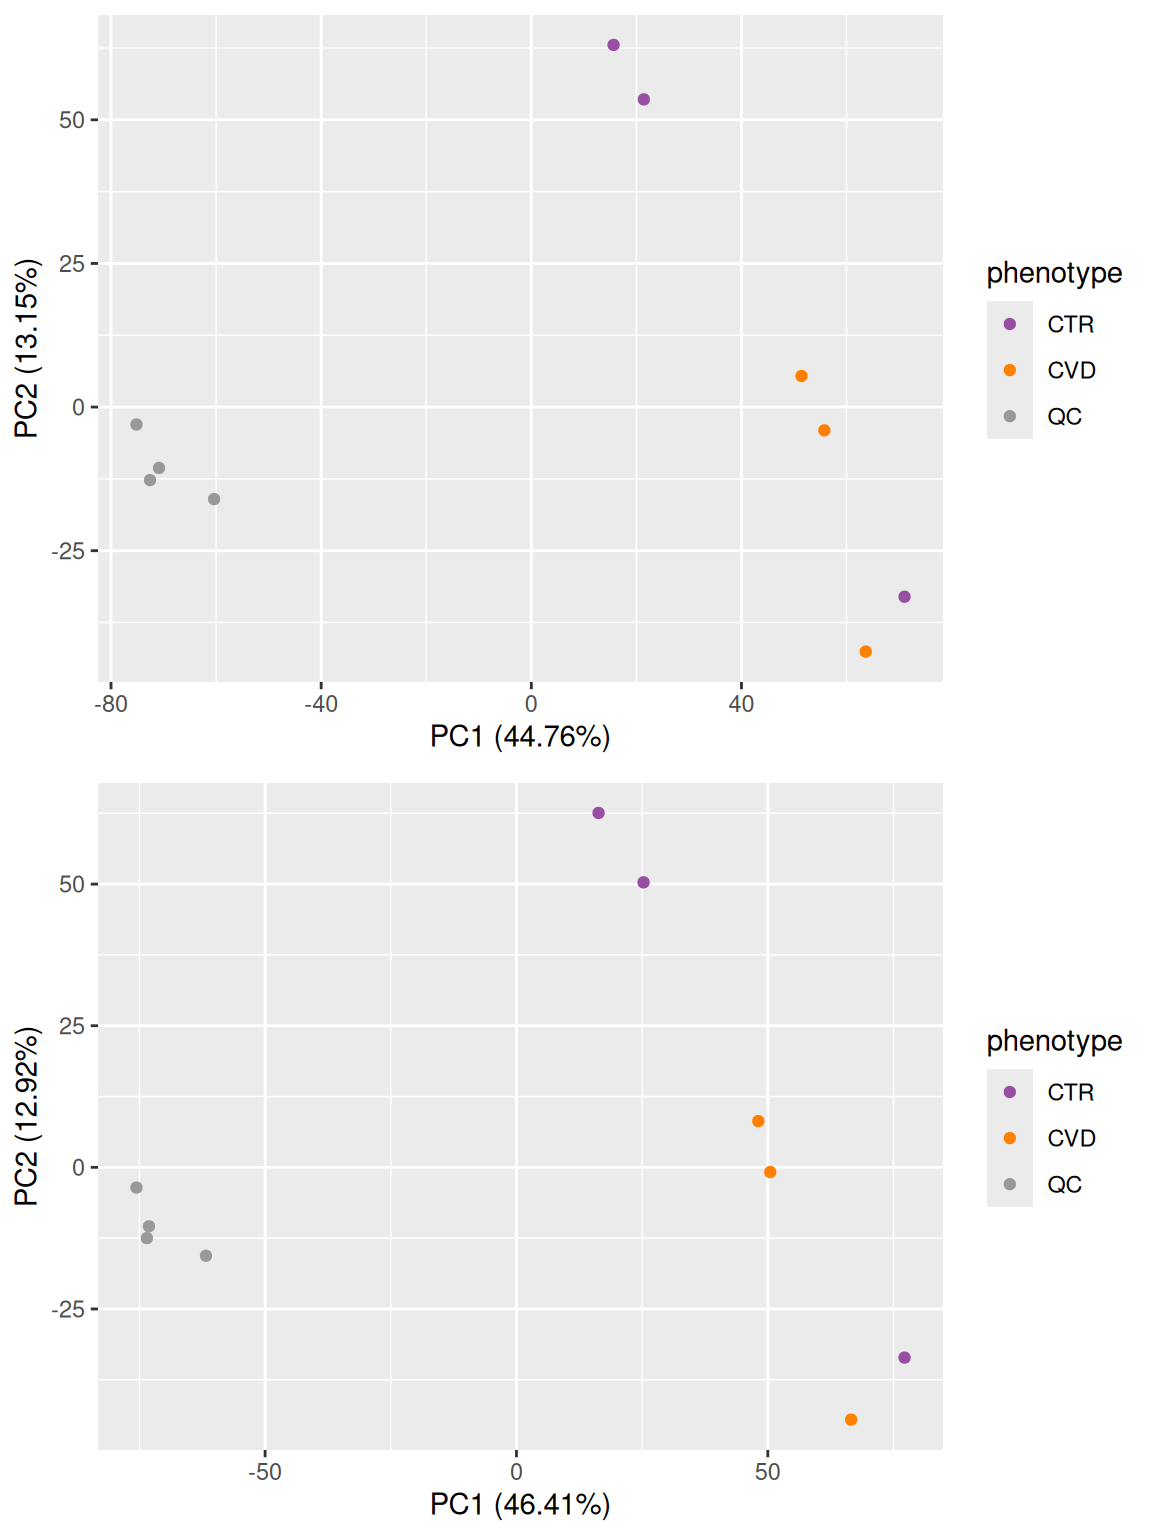 50
25
0
-25
PC2 (13.15%)
-80
-40
0
40
PC1 (44.76%)
phenotype
CTR
CVD
QC
50
25
0
-25
PC2 (12.92%)
-50
0
50
PC1 (46.41%)
phenotype
CTR
CVD
QC